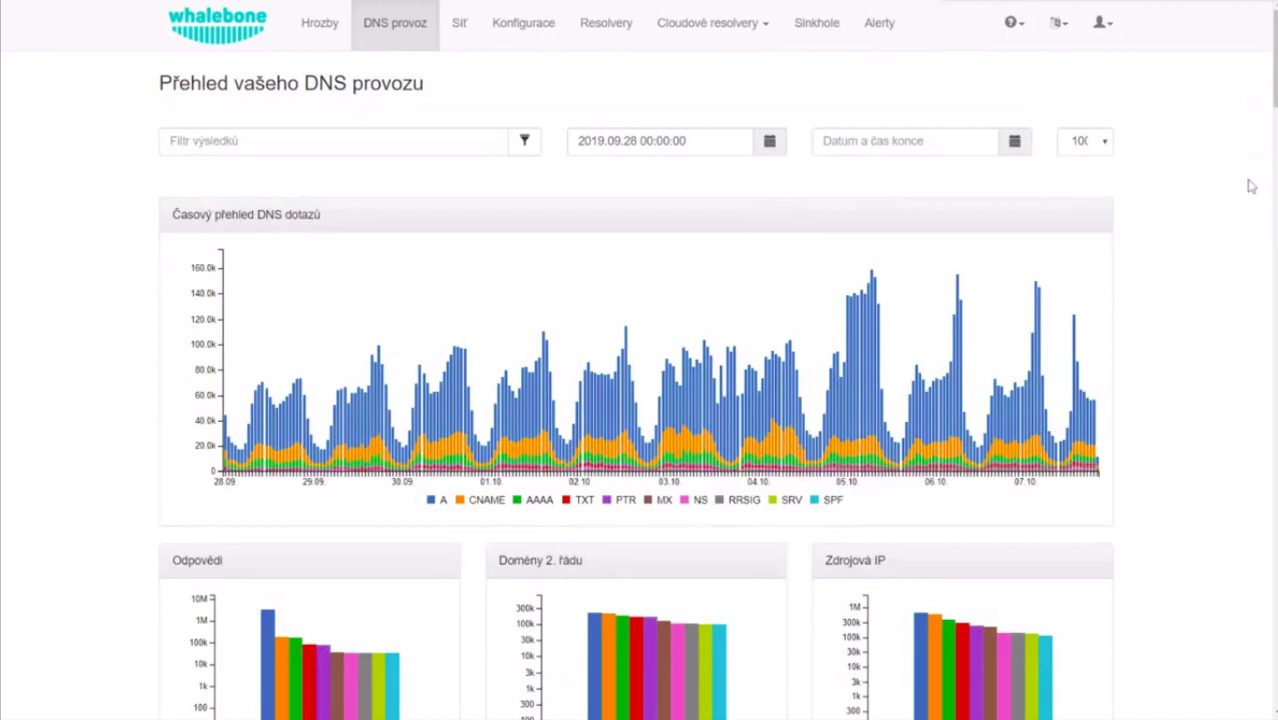 whalebone
Hrozby
DNS provoz
Síť
Konfigurace
Resolvery
Cloudové resolvery
Sinkhole
Alerty
Přehled vašeho DNS provozu
Filtr výsledků
2019.09.28 00:00:00
Datum a čas konce
Časový přehled DNS dotazů
160.0k
140.0k
120.0k
100.0k
80.0k
60.0k
40.0k
20.0k
0
28.09 29.09 30.09 01.10 02.10 03.10 04.10 05.10 06.10 07.10
A CNAME AAAA TXT PTR MX NS RRSIG SRV SPF
Odpovědi
10M
1M
100k
10k
1k
100
Domény 2. řádu
300k
100k
30k
10k
3k
1k
300
Zdrojová IP
1M
300k
100k
30k
10k
3k
1k
300